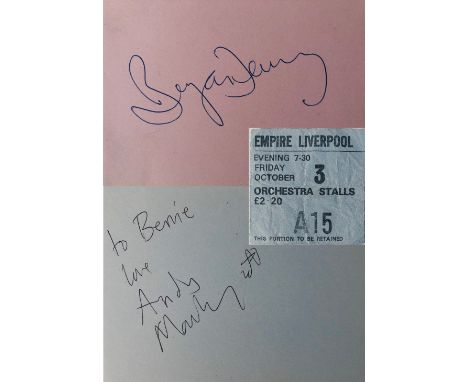 Bryan Ferry
EMPIRE LIVERPOOL
EVENING 7-30
FRIDAY
OCTOBER 3
ORCHESTRA STALLS
£2-20
A15
THIS PORTION TO BE RETAINED
to Bernie
love
Andy
Mackay